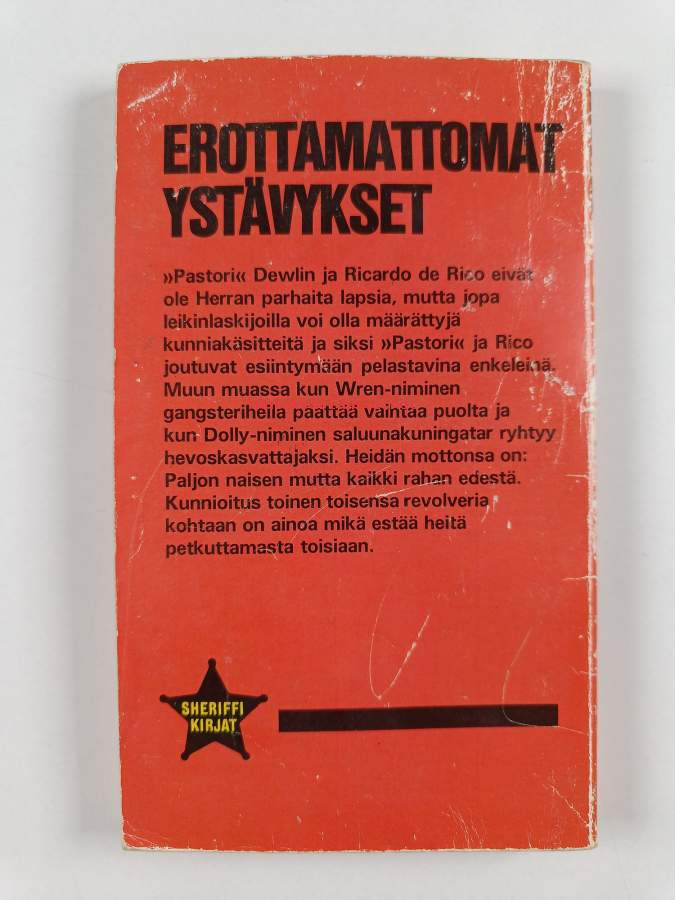 EROTTAMATTOMAT
YSTÄVYKSET
»Pastori« Dewlin ja Ricardo de Rico eivät
ole Herran parhaita lapsia, mutta jopa
leikinlaskijoilla voi olla määrättyjä
kunniakäsitteitä ja siksi »Pastori« ja Rico
joutuvat esiintymään pelastavina enkeleinä.
Muun muassa kun Wren-niminen
gangsteriheila päättää vaihtaa puolta ja
kun Dolly-niminen saluunakuningatar ryhtyy
hevoskasvattajaksi. Heidän mottonsa on:
Paljon naisen mutta kaikki rahan edestä.
Kunnioitus toinen toisensa revolveria
kohtaan on ainoa mikä estää heitä
petkuttamasta toisiaan.
SHERIFFI
KIRJAT